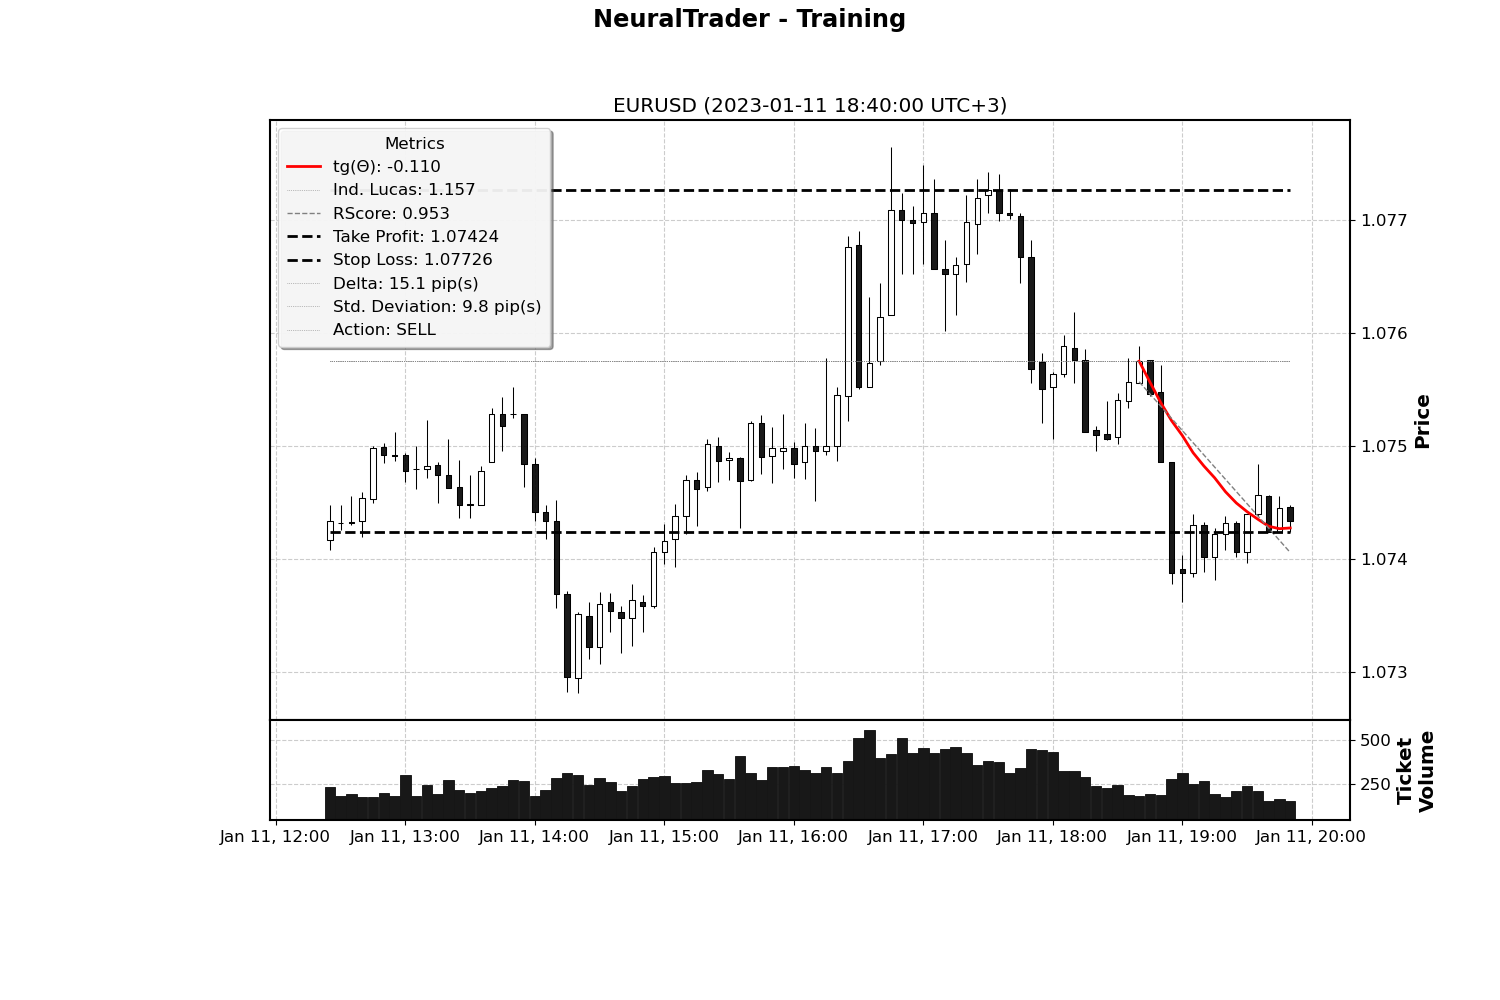 NeuralTrader - Training
EURUSD (2023-01-11 18:40:00 UTC+3)
Metrics
tg(Θ): -0.110
Ind. Lucas: 1.157
RScore: 0.953
Take Profit: 1.07424
Stop Loss: 1.07726
Delta: 15.1 pip(s)
Std. Deviation: 9.8 pip(s)
Action: SELL
1.077
1.076
1.075
1.074
1.073
Price
500
250
Ticket
Volume
Jan 11, 12:00
Jan 11, 13:00
Jan 11, 14:00
Jan 11, 15:00
Jan 11, 16:00
Jan 11, 17:00
Jan 11, 18:00
Jan 11, 19:00
Jan 11, 20:00